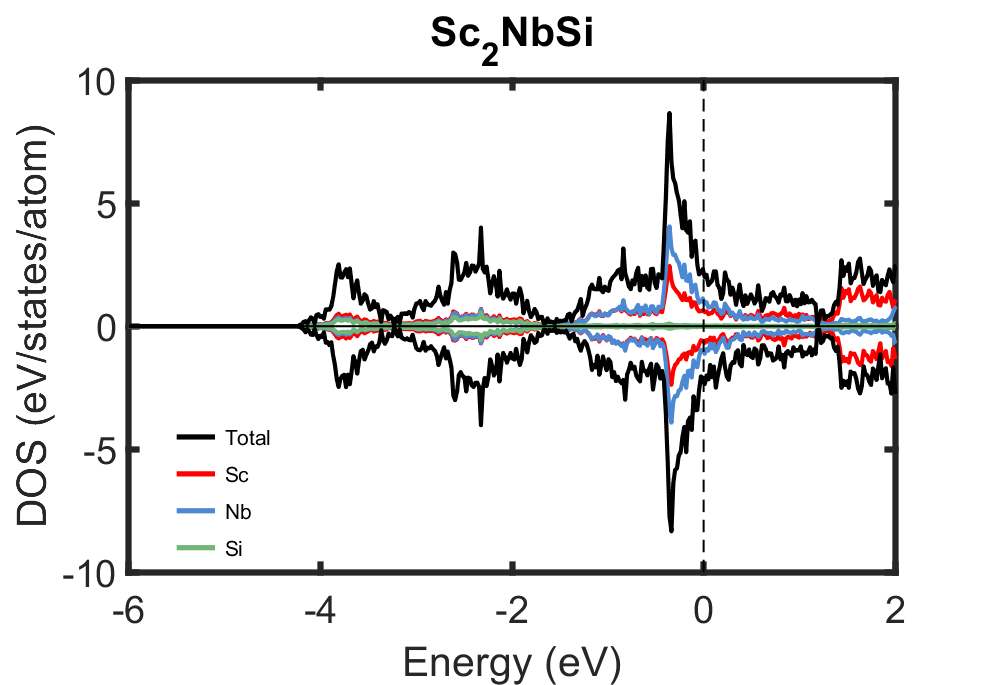 Sc2NbSi
10
5
0
-5
-10
DOS (eV/states/atom)
Total
Sc
Nb
Si
-6 -4 -2 0 2
Energy (eV)